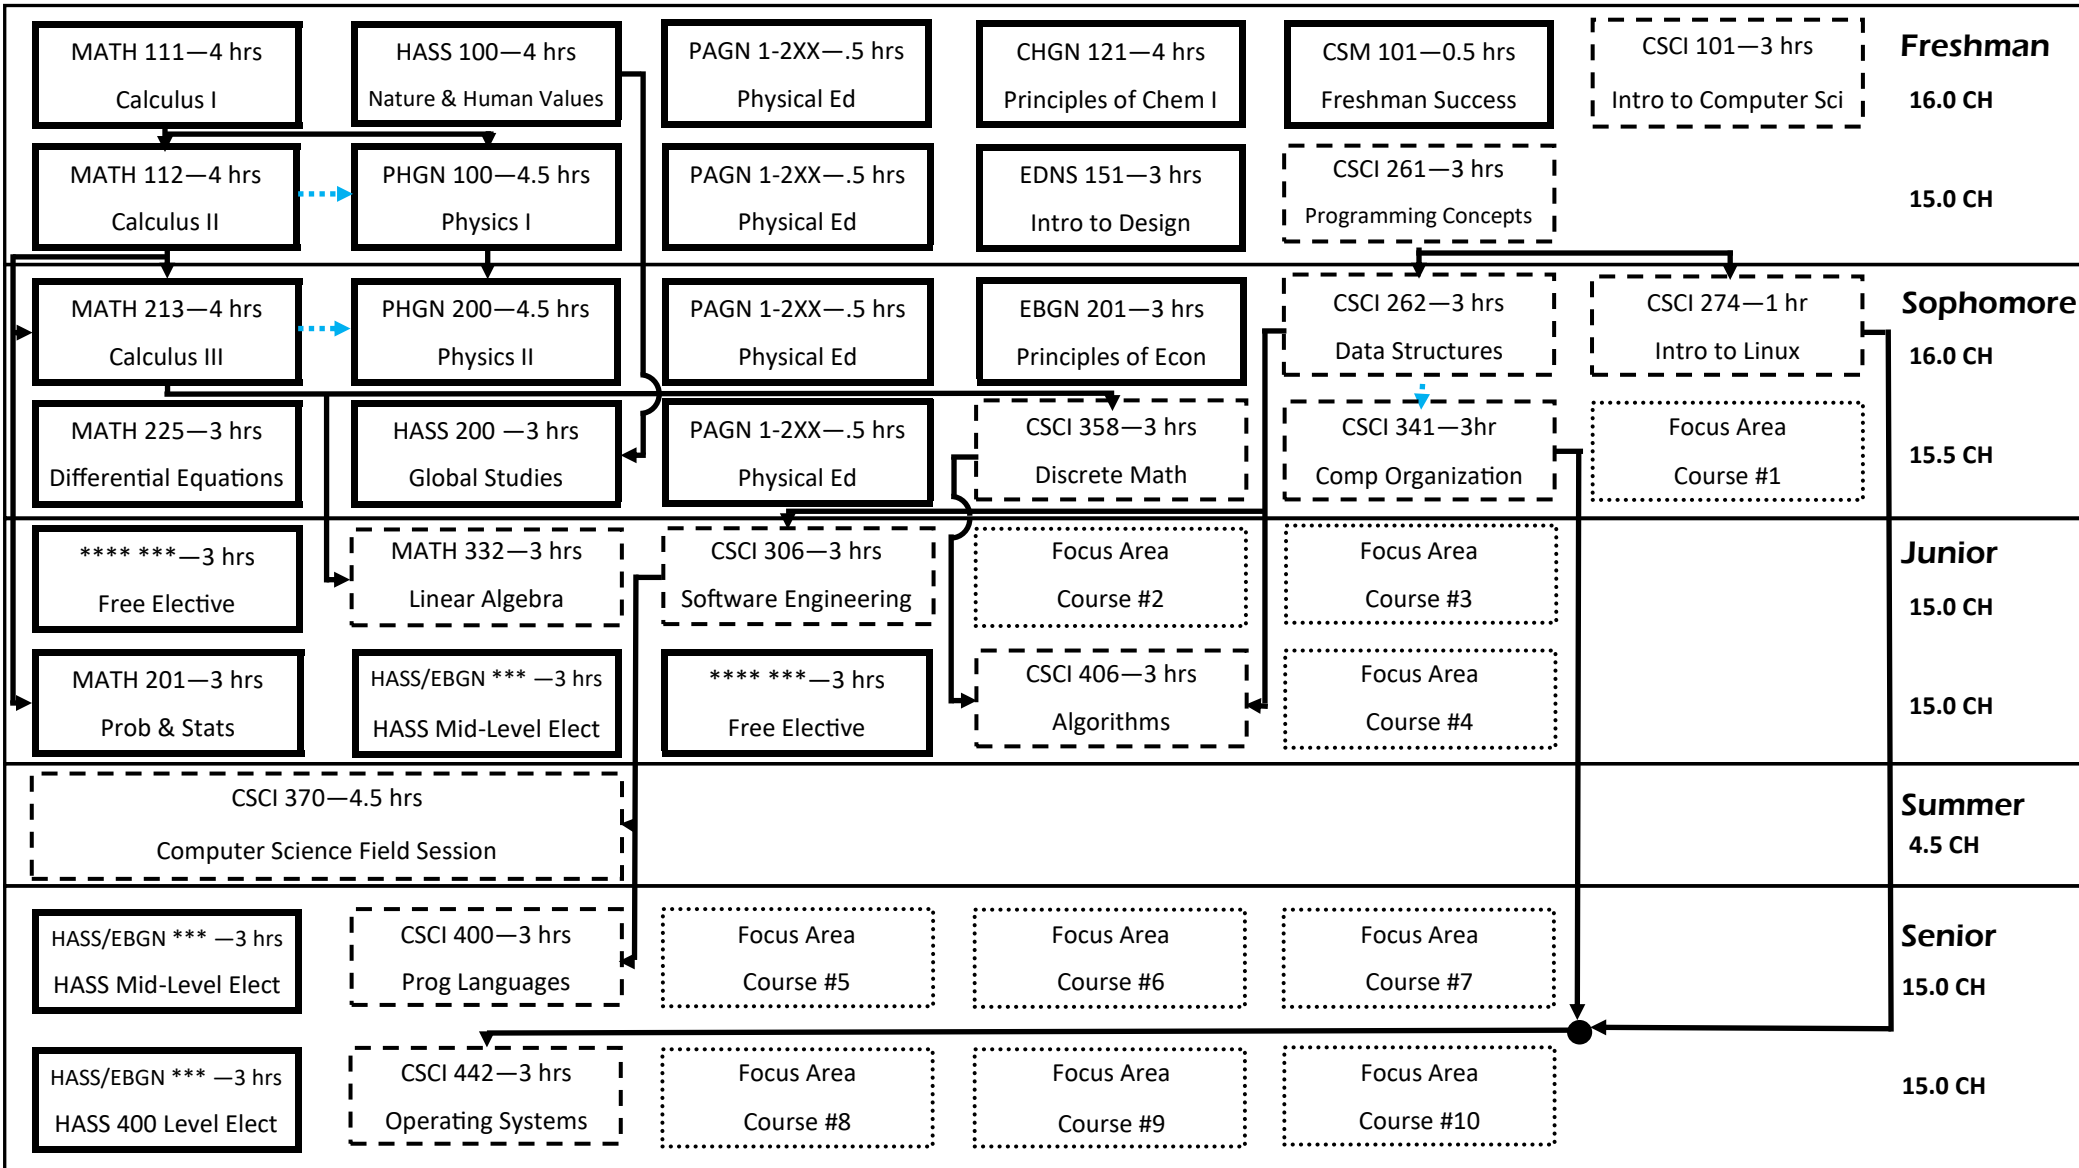 MATH 111—4 hrs
Calculus I
HASS 100—4 hrs
Nature & Human Values
PAGN 1-2XX—.5 hrs
Physical Ed
CHGN 121—4 hrs
Principles of Chem I
CSM 101—0.5 hrs
Freshman Success
CSCI 101—3 hrs
Intro to Computer Sci
Freshman
16.0 CH
MATH 112—4 hrs
Calculus II
PHGN 100—4.5 hrs
Physics I
PAGN 1-2XX—.5 hrs
Physical Ed
EDNS 151—3 hrs
Intro to Design
CSCI 261—3 hrs
Programming Concepts
15.0 CH
MATH 213—4 hrs
Calculus III
PHGN 200—4.5 hrs
Physics II
PAGN 1-2XX—.5 hrs
Physical Ed
EBGN 201—3 hrs
Principles of Econ
CSCI 262—3 hrs
Data Structures
CSCI 274—1 hr
Intro to Linux
Sophomore
16.0 CH
MATH 225—3 hrs
Differential Equations
HASS 200 —3 hrs
Global Studies
PAGN 1-2XX—.5 hrs
Physical Ed
CSCI 358—3 hrs
Discrete Math
CSCI 341—3hr
Comp Organization
Focus Area
Course #1
15.5 CH
**** ***—3 hrs
Free Elective
MATH 332—3 hrs
Linear Algebra
CSCI 306—3 hrs
Software Engineering
Focus Area
Course #2
Focus Area
Course #3
Junior
15.0 CH
MATH 201—3 hrs
Prob & Stats
HASS/EBGN *** —3 hrs
HASS Mid-Level Elect
**** ***—3 hrs
Free Elective
CSCI 406—3 hrs
Algorithms
Focus Area
Course #4
15.0 CH
CSCI 370—4.5 hrs
Computer Science Field Session
Summer
4.5 CH
HASS/EBGN *** —3 hrs
HASS Mid-Level Elect
CSCI 400—3 hrs
Prog Languages
Focus Area
Course #5
Focus Area
Course #6
Focus Area
Course #7
Senior
15.0 CH
HASS/EBGN *** —3 hrs
HASS 400 Level Elect
CSCI 442—3 hrs
Operating Systems
Focus Area
Course #8
Focus Area
Course #9
Focus Area
Course #10
15.0 CH